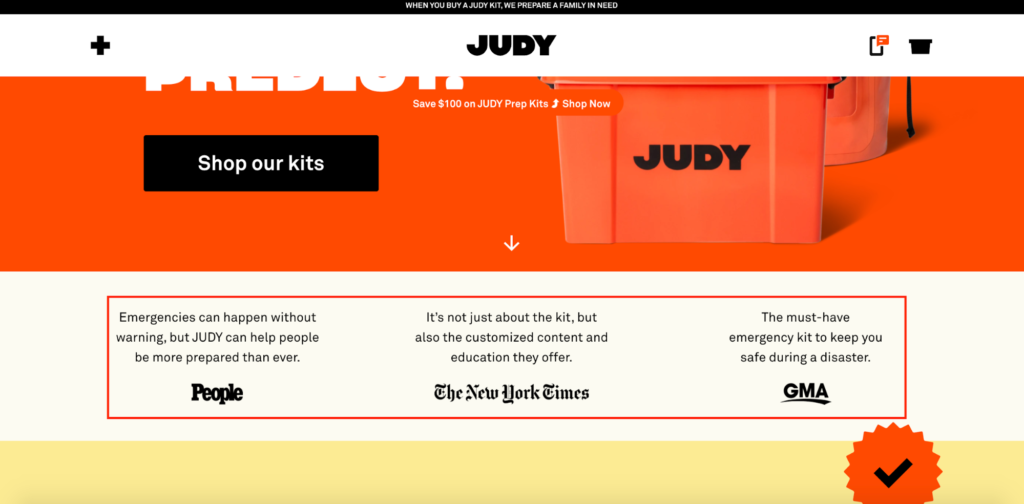 WHEN YOU BUY A JUDY KIT, WE PREPARE A FAMILY IN NEED
JUDY
PREDICT.
Save $100 on JUDY Prep Kits ⤴ Shop Now
Shop our kits
JUDY
Emergencies can happen without
warning, but JUDY can help people
be more prepared than ever.
People
It’s not just about the kit, but
also the customized content and
education they offer.
The New York Times
The must-have
emergency kit to keep you
safe during a disaster.
GMA